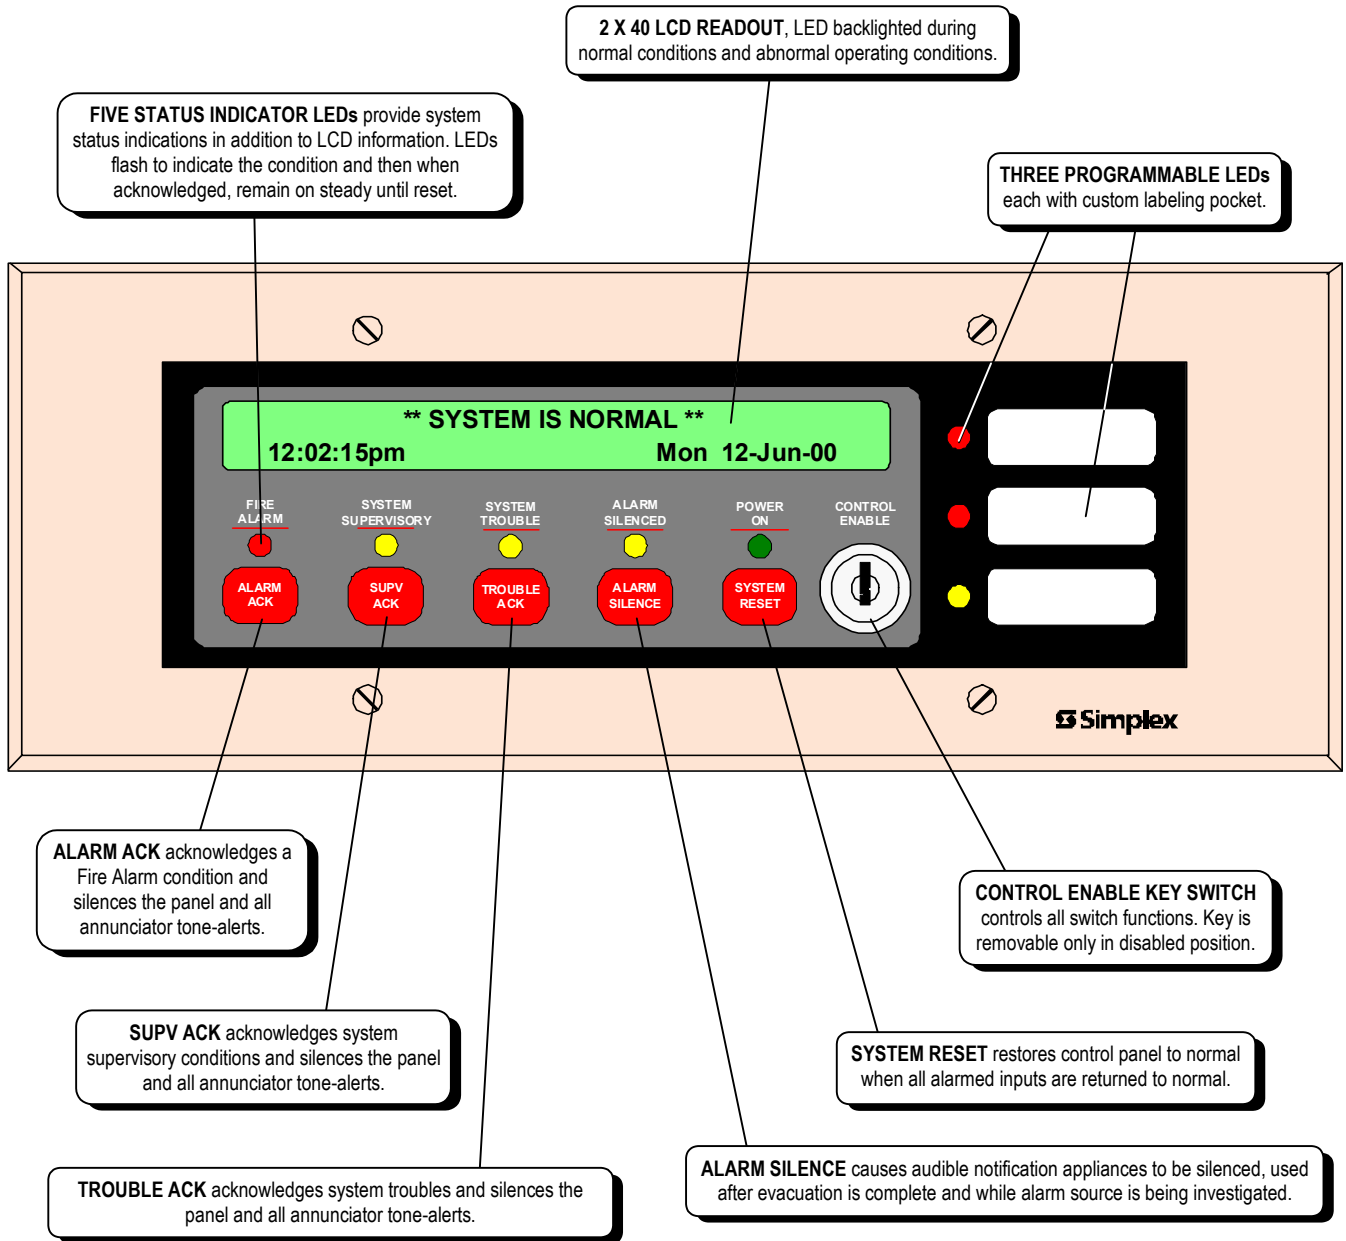 2 X 40 LCD READOUT, LED backlighted during
normal conditions and abnormal operating conditions.
FIVE STATUS INDICATOR LEDs provide system
status indications in addition to LCD information. LEDs
flash to indicate the condition and then when
acknowledged, remain on steady until reset.
THREE PROGRAMMABLE LEDs
each with custom labeling pocket.
** SYSTEM IS NORMAL **
12:02:15pm Mon 12-Jun-00
FIRE
ALARM
SYSTEM
SUPERVISORY
SYSTEM
TROUBLE
ALARM
SILENCED
POWER
ON
CONTROL
ENABLE
ALARM
ACK
SUPV
ACK
TROUBLE
ACK
ALARM
SILENCE
SYSTEM
RESET
Simplex
ALARM ACK acknowledges a
Fire Alarm condition and
silences the panel and all
annunciator tone-alerts.
CONTROL ENABLE KEY SWITCH
controls all switch functions. Key is
removable only in disabled position.
SUPV ACK acknowledges system
supervisory conditions and silences the panel
and all annunciator tone-alerts.
SYSTEM RESET restores control panel to normal
when all alarmed inputs are returned to normal.
TROUBLE ACK acknowledges system troubles and silences the
panel and all annunciator tone-alerts.
ALARM SILENCE causes audible notification appliances to be silenced, used
after evacuation is complete and while alarm source is being investigated.